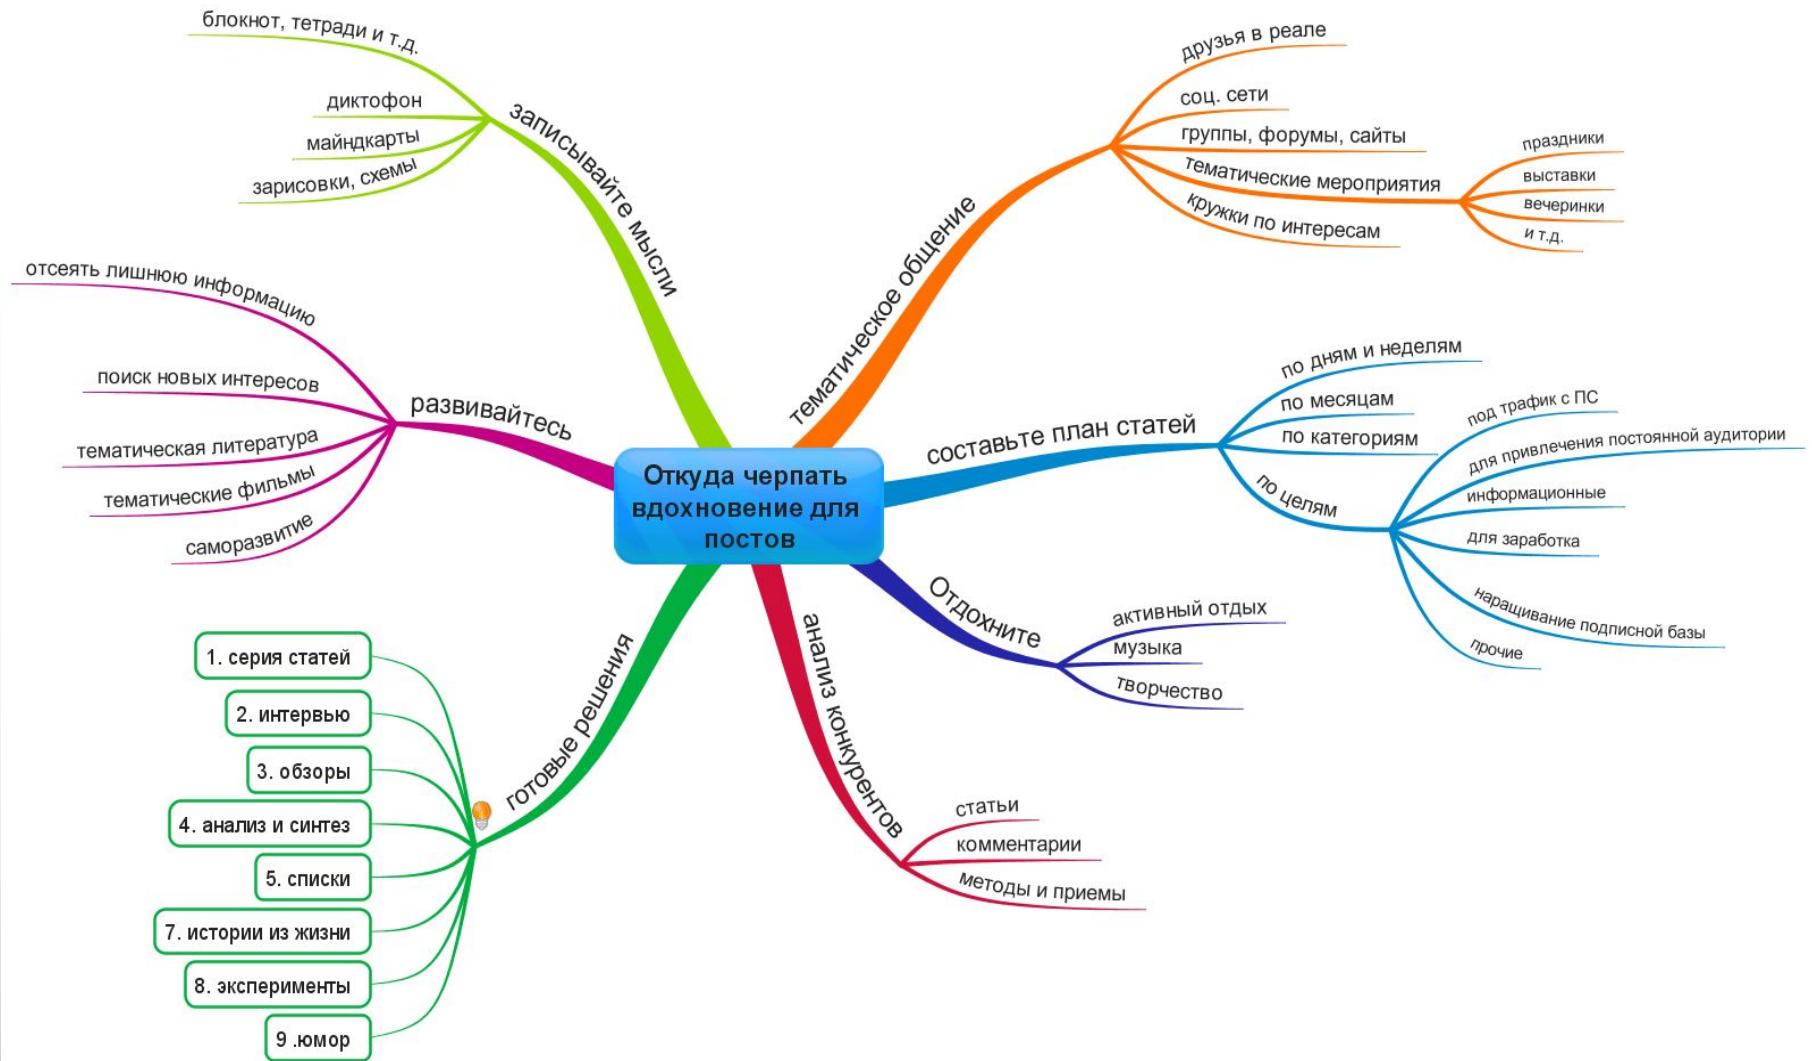 Откуда черпать
вдохновение для
постов
тематическое общение
друзья в реале
соц. сети
группы, форумы, сайты
тематические мероприятия
праздники
выставки
вечеринки
и т.д.
кружки по интересам
составьте план статей
по дням и неделям
по месяцам
по категориям
по целям
под трафик с ПС
для привлечения постоянной аудитории
информационные
для заработка
наращивание подписной базы
прочие
Отдохните
активный отдых
музыка
творчество
анализ конкурентов
статьи
комментарии
методы и приемы
готовые решения
1. серия статей
2. интервью
3. обзоры
4. анализ и синтез
5. списки
7. истории из жизни
8. эксперименты
9 .юмор
развивайтесь
отсеять лишнюю информацию
поиск новых интересов
тематическая литература
тематические фильмы
саморазвитие
записывайте мысли
блокнот, тетради и т.д.
диктофон
майндкарты
зарисовки, схемы